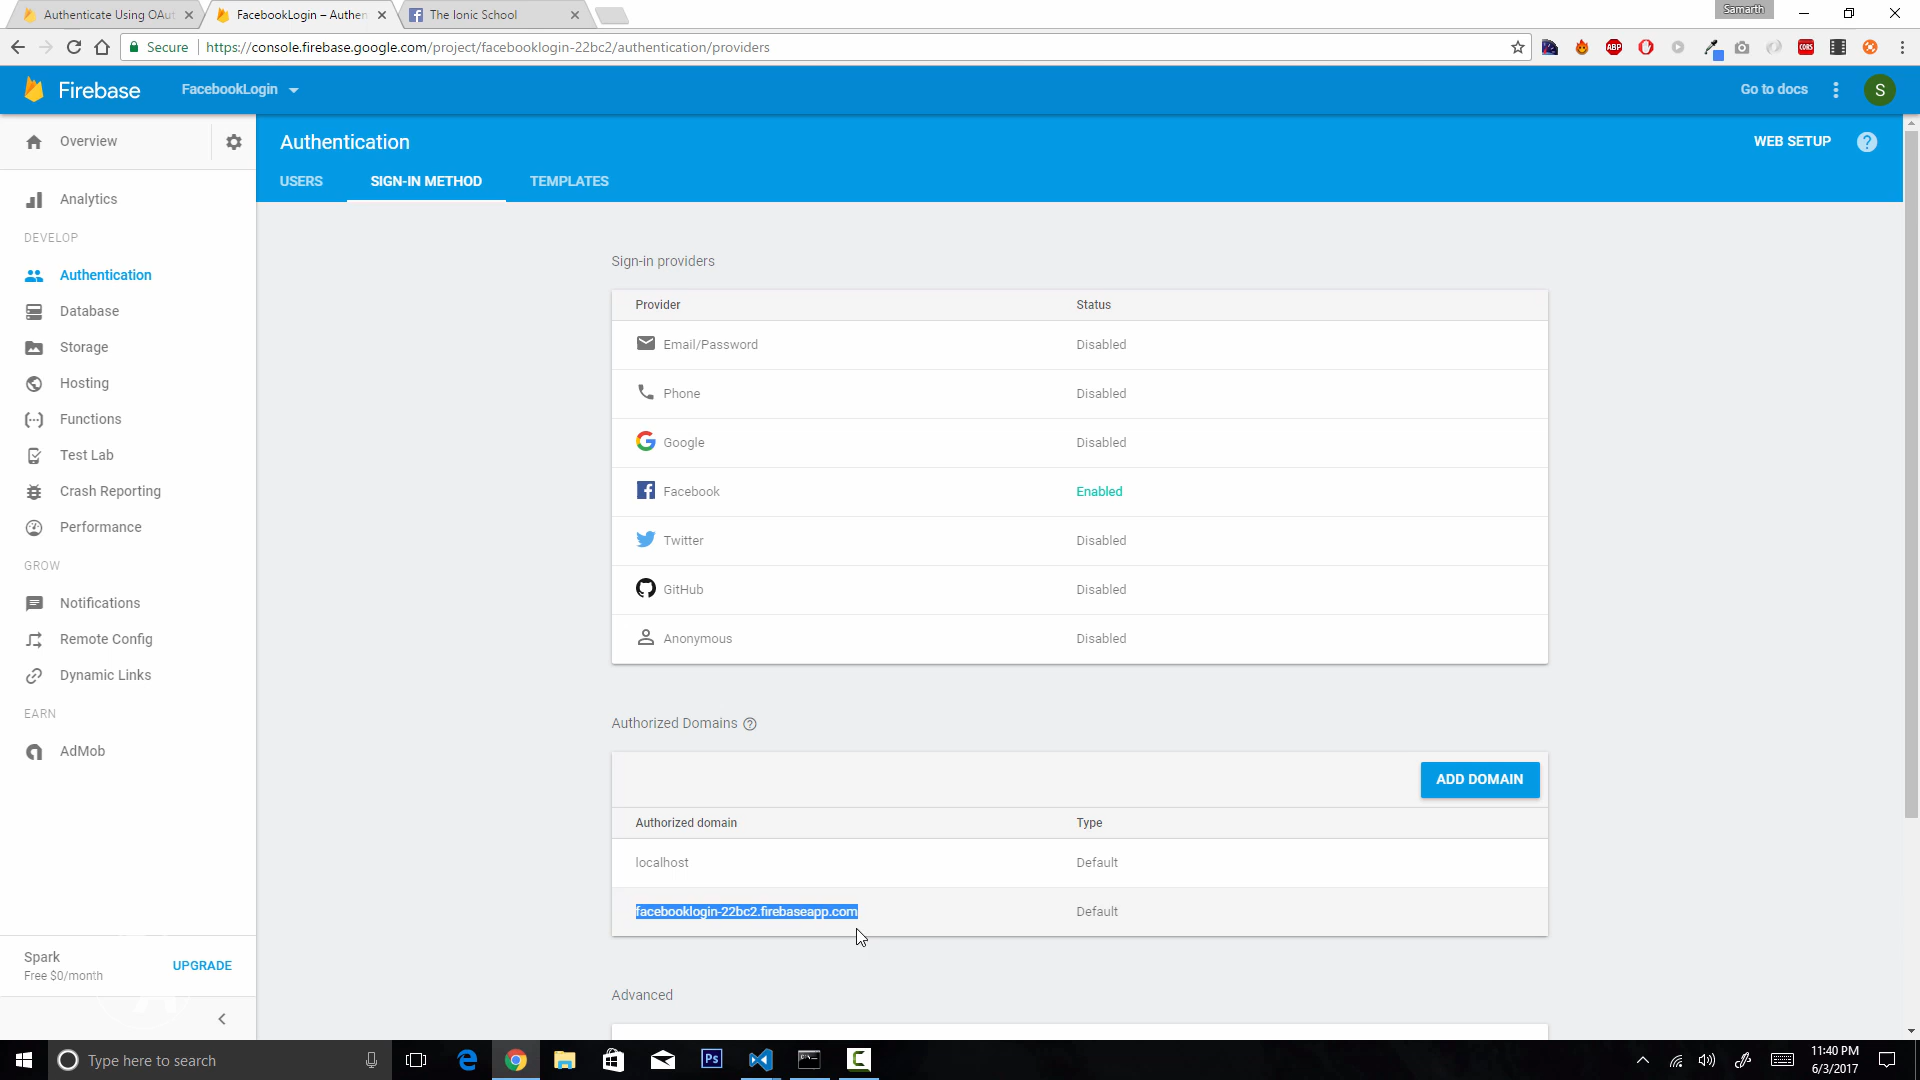 Authenticate Using OAut
FacebookLogin – Authen
The Ionic School
Samarth
Secure
https://console.firebase.google.com/project/facebooklogin-22bc2/authentication/providers
ABP
CORS
Firebase
FacebookLogin
Go to docs
S
Overview
Authentication
WEB SETUP
?
USERS
SIGN-IN METHOD
TEMPLATES
Analytics
DEVELOP
Authentication
Database
Storage
Hosting
Functions
Test Lab
Crash Reporting
Performance
GROW
Notifications
Remote Config
Dynamic Links
EARN
AdMob
Spark
Free $0/month
UPGRADE
Sign-in providers
Provider
Status
Email/Password
Disabled
Phone
Disabled
Google
Disabled
Facebook
Enabled
Twitter
Disabled
GitHub
Disabled
Anonymous
Disabled
Authorized Domains
ADD DOMAIN
Authorized domain
Type
localhost
Default
facebooklogin-22bc2.firebaseapp.com
Default
Advanced
Type here to search
Ps
11:40 PM
6/3/2017